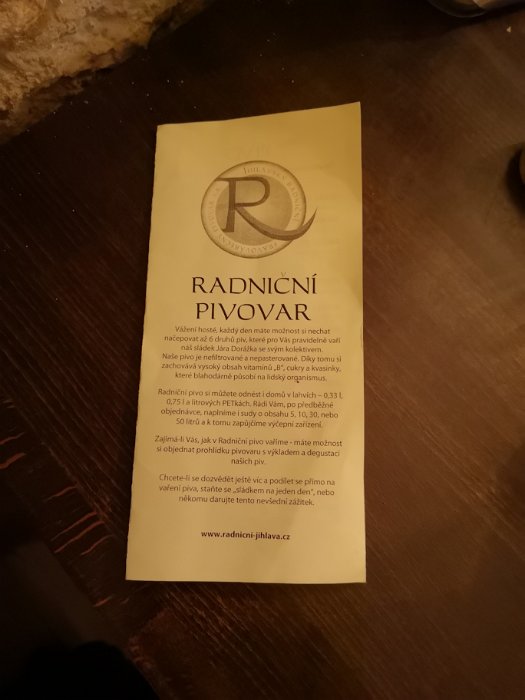 R
RADNIČNÍ
PIVOVAR
Vážení hosté, každý den máte možnost si nechat
načepovat až 6 druhů piv, které pro Vás pravidelně vaří
náš sládek Jára Dorážka se svým kolektivem.
Naše pivo je nefiltrované a nepasterované. Díky tomu si
zachovává vysoký obsah vitamínů „B“, cukry a kvasinky,
které blahodárně působí na lidský organismus.
Radniční pivo si můžete odnést i domů v lahvích – 0,33 l,
0,75 l a litrových PETkách. Rádi Vám, po předběžné
objednávce, naplníme i sudy o obsahu 5, 10, 30, nebo
50 litrů a k tomu zapůjčíme výčepní zařízení.
Zajímá-li Vás, jak v Radniční pivo vaříme - máte možnost
si objednat prohlídku pivovaru s výkladem a degustací
našich piv.
Chcete-li se dozvědět ještě víc a podílet se přímo na
vaření piva, staňte se „sládkem na jeden den“, nebo
někomu darujte tento nevšední zážitek.
www.radnicni-jihlava.cz